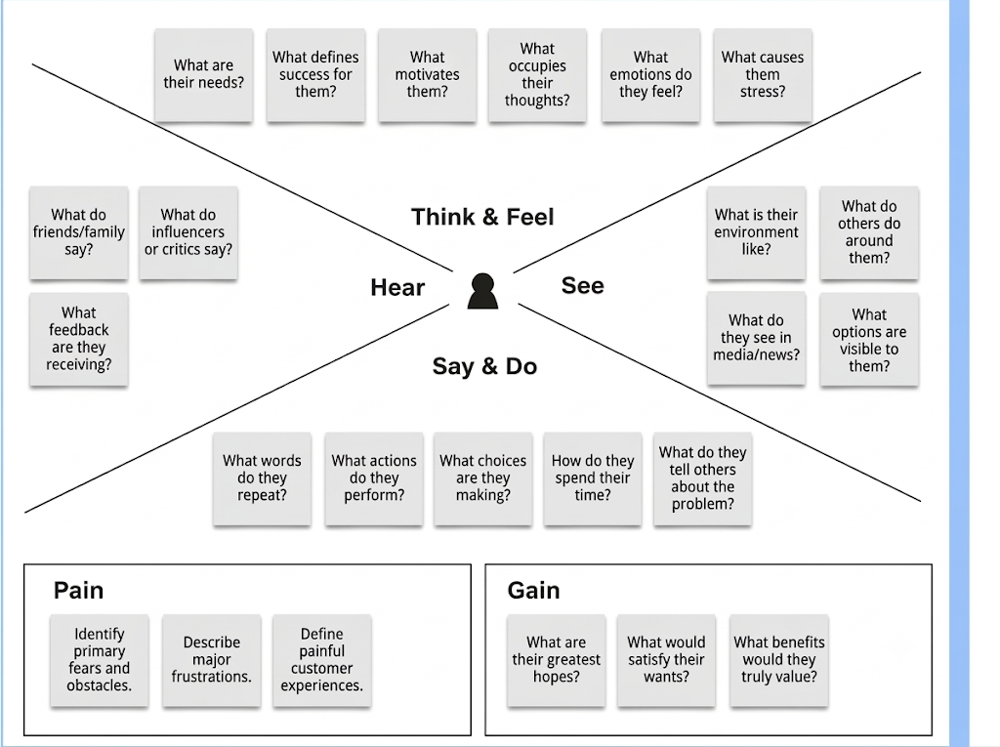 What are
their needs?
What defines
success for
them?
What
motivates
them?
What
occupies
their
thoughts?
What
emotions do
they feel?
What causes
them
stress?
Think & Feel
What do
friends/family
say?
What do
influencers
or critics say?
What
feedback
are they
receiving?
Hear
See
What is their
environment
like?
What do
others do
around
them?
What do
they see in
media/news?
What
options are
visible to
them?
Say & Do
What words
do they
repeat?
What actions
do they
perform?
What choices
are they
making?
How do they
spend their
time?
What do they
tell others
about the
problem?
Pain
Identify
primary
fears and
obstacles.
Describe
major
frustrations.
Define
painful
customer
experiences.
Gain
What are
their greatest
hopes?
What would
satisfy their
wants?
What benefits
would they
truly value?